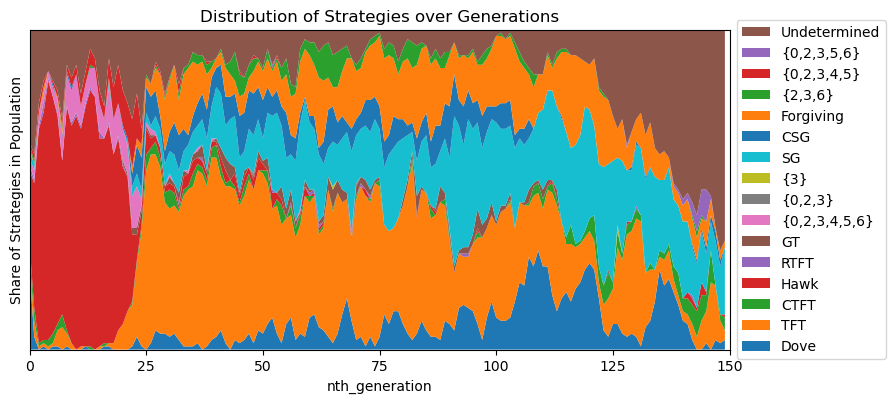 Distribution of Strategies over Generations
Share of Strategies in Population
0 25 50 75 100 125 150
nth_generation
Undetermined
{0,2,3,5,6}
{0,2,3,4,5}
{2,3,6}
Forgiving
CSG
SG
{3}
{0,2,3}
{0,2,3,4,5,6}
GT
RTFT
Hawk
CTFT
TFT
Dove